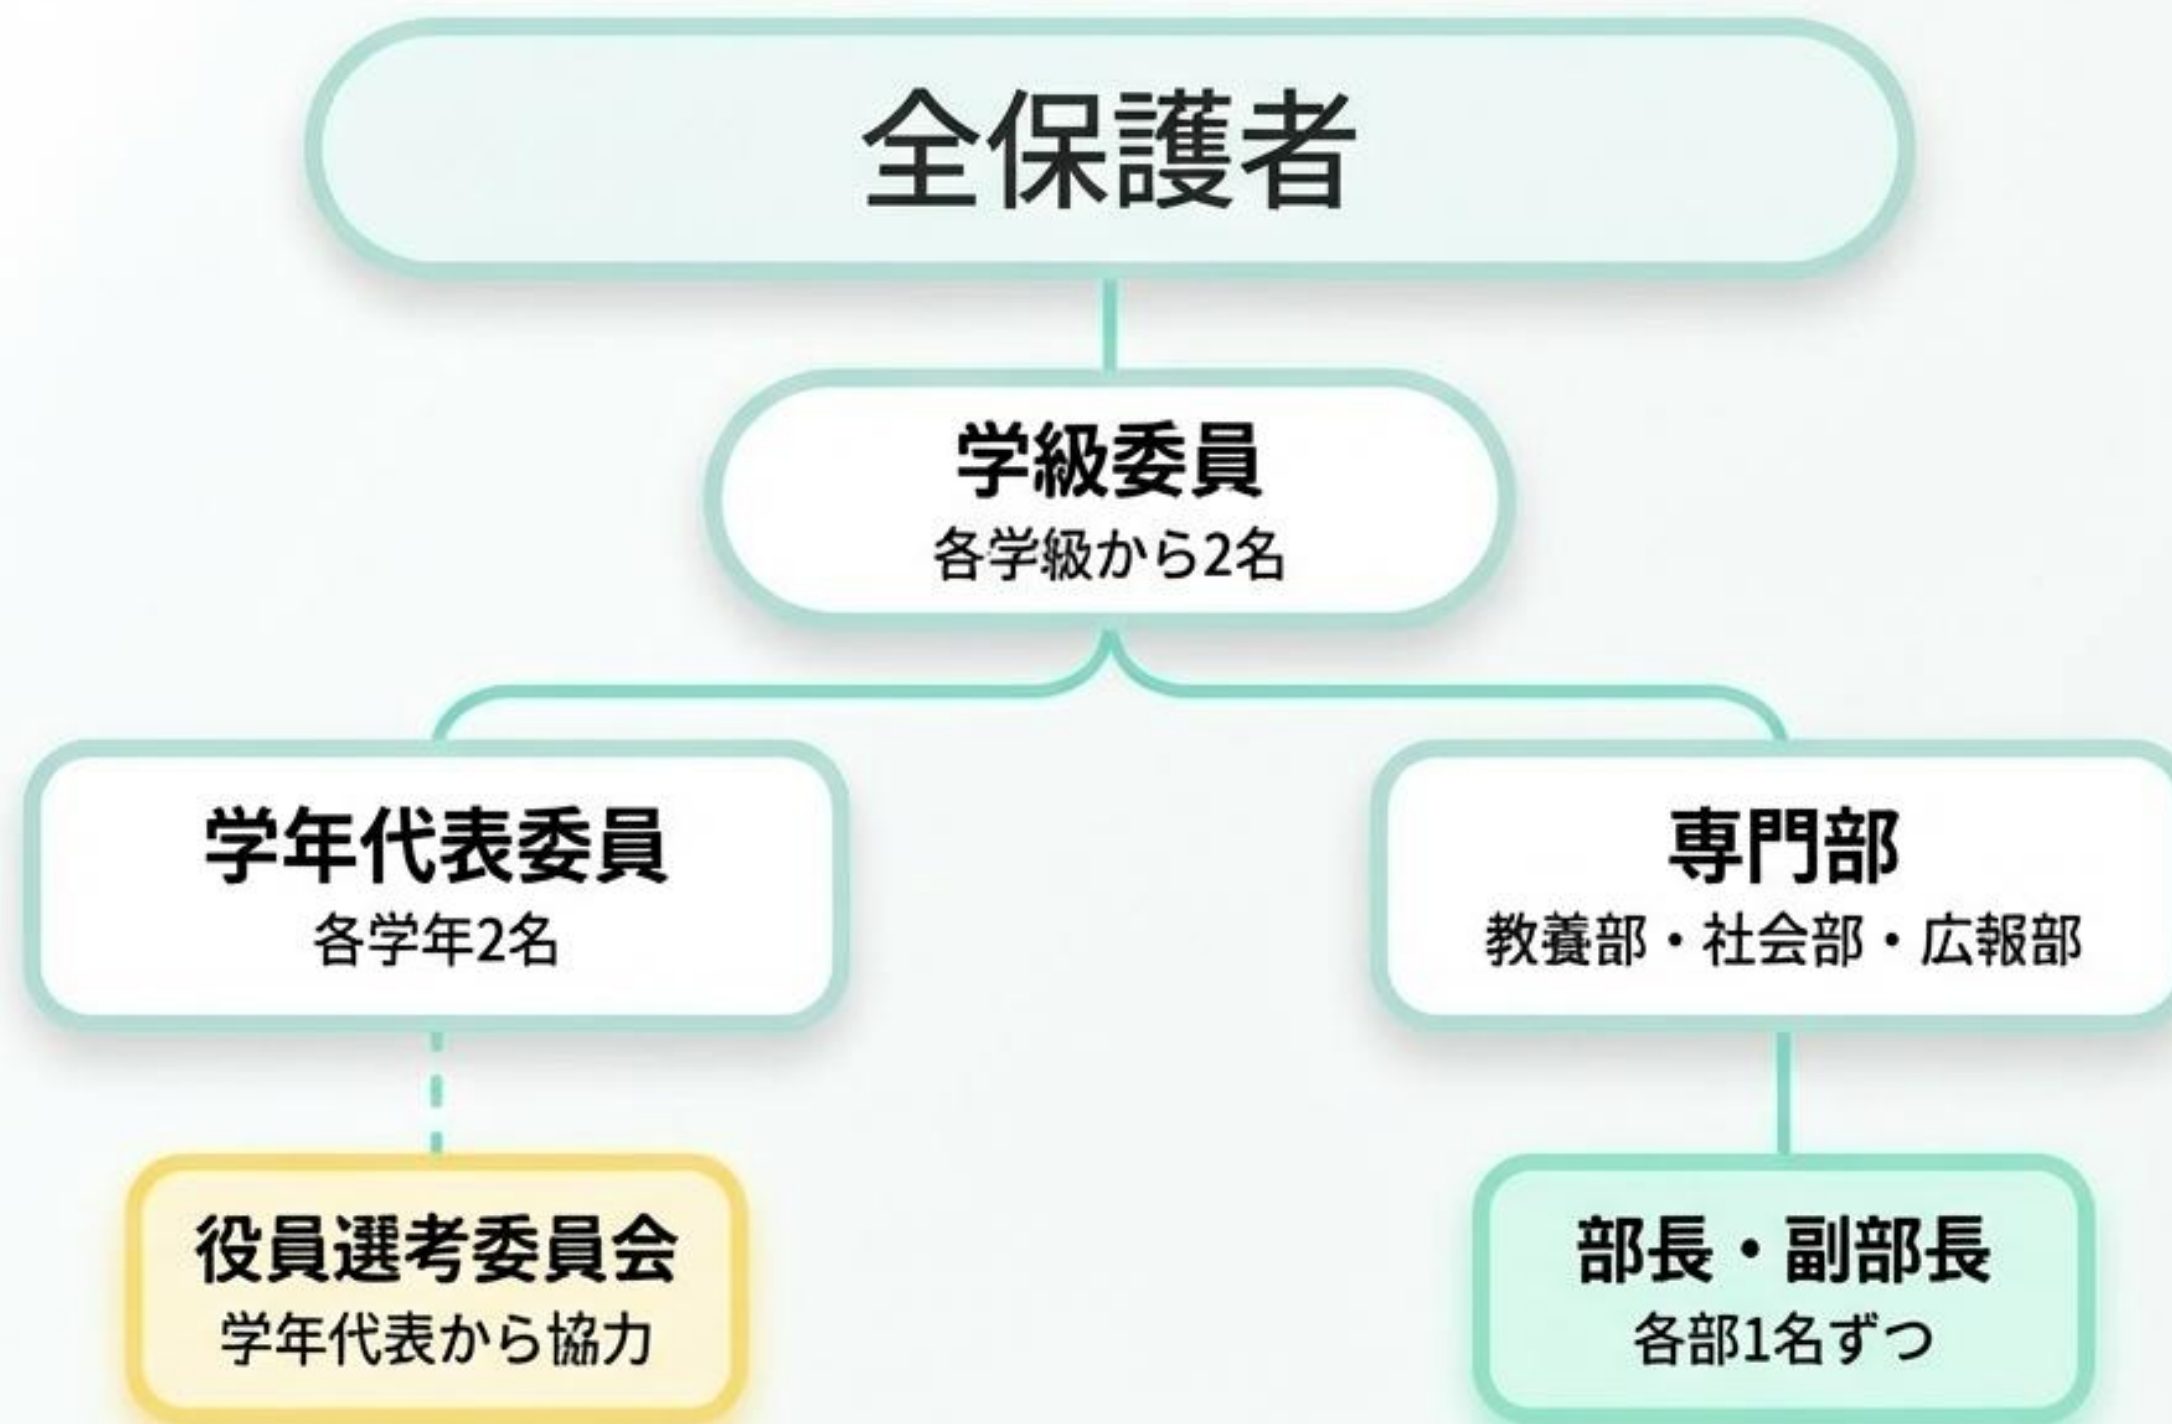 全保護者
学級委員
各学級から2名
学年代表委員
各学年2名
専門部
教養部・社会部・広報部
役員選考委員会
学年代表から協力
部長・副部長
各部1名ずつ